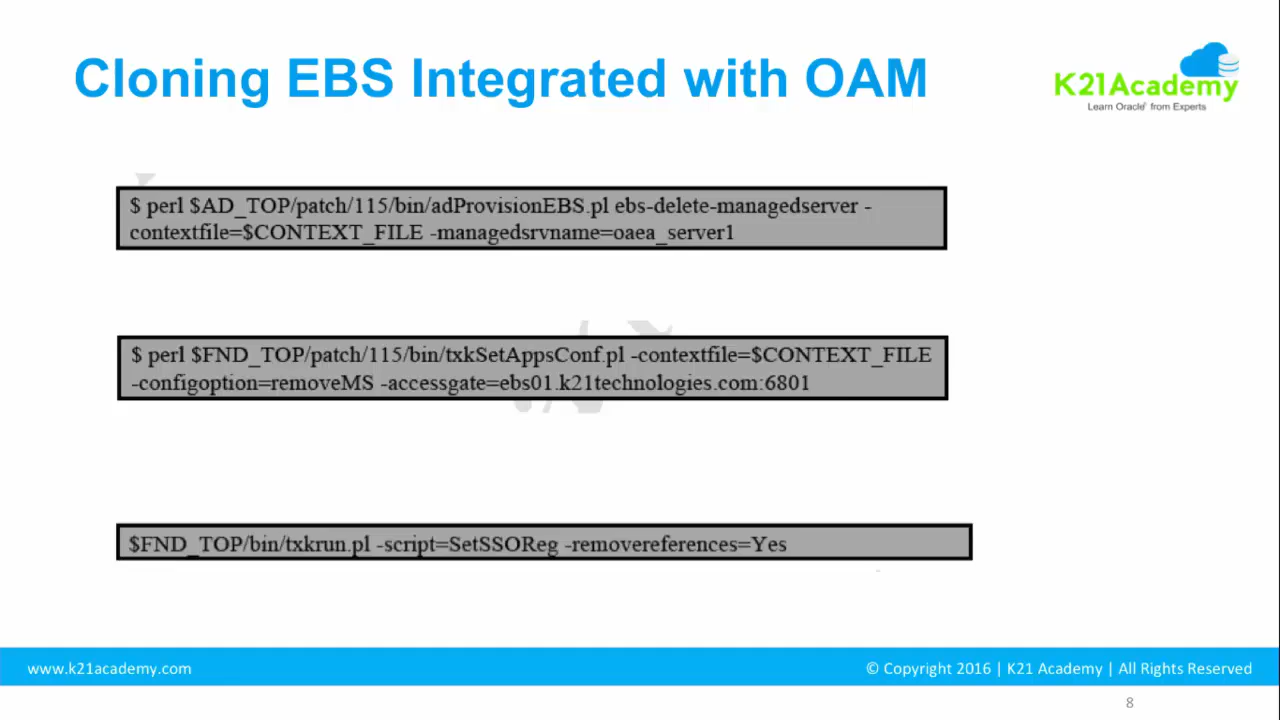 Cloning EBS Integrated with OAM
K21Academy
Learn Oracle from Experts
$ perl $AD_TOP/patch/115/bin/adProvisionEBS.pl ebs-delete-managedserver -
contextfile=$CONTEXT_FILE -managedsrvname=oaea_server1
$ perl $FND_TOP/patch/115/bin/txkSetAppsConf.pl -contextfile=$CONTEXT_FILE
-configoption=removeMS -accessgate=ebs01.k21technologies.com:6801
$FND_TOP/bin/txkrun.pl -script=SetSSOReg -removereferences=Yes
www.k21academy.com
© Copyright 2016 | K21 Academy | All Rights Reserved
8